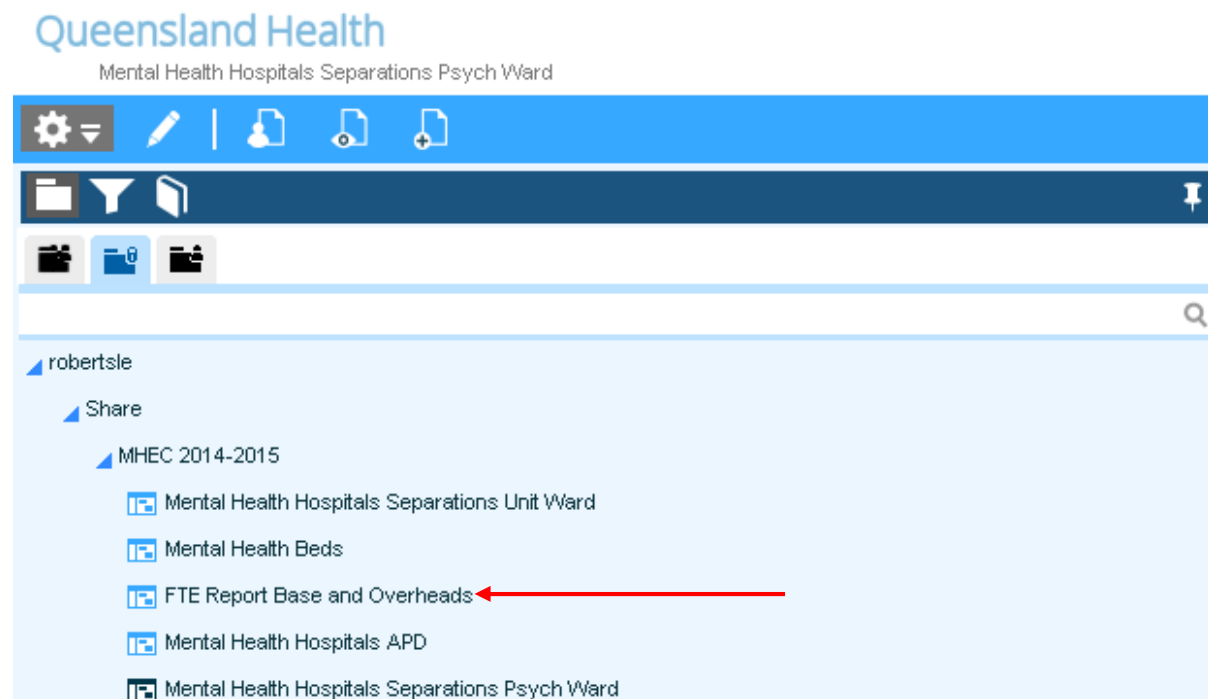 Queensland Health
Mental Health Hospitals Separations Psych Ward
robertsle
Share
MHEC 2014-2015
Mental Health Hospitals Separations Unit Ward
Mental Health Beds
FTE Report Base and Overheads
Mental Health Hospitals APD
Mental Health Hospitals Separations Psych Ward